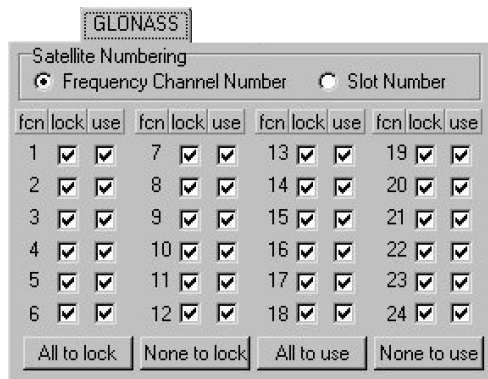 GLONASS
Satellite Numbering
Frequency Channel Number Slot Number
fcn lock use fcn lock use fcn lock use fcn lock use
1 7 13 19
2 8 14 20
3 9 15 21
4 10 16 22
5 11 17 23
6 12 18 24
All to lock None to lock All to use None to use